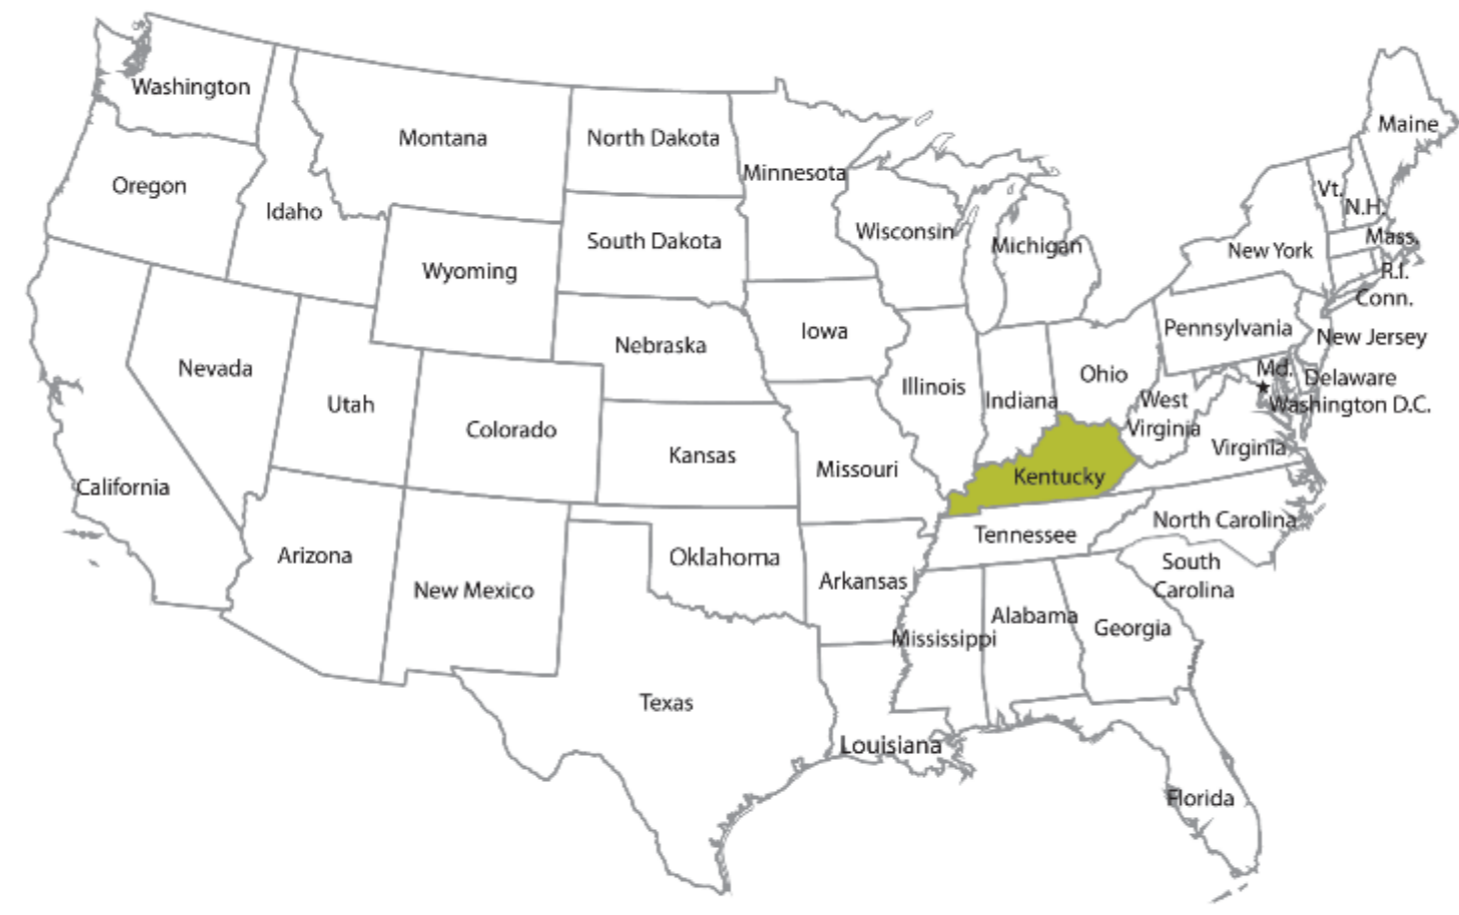 Washington
Montana
North Dakota
Minnesota
Maine
Oregon
Idaho
Vt.
N.H.
South Dakota
Wisconsin
Michigan
Mass.
New York
Wyoming
R.I.
Conn.
Iowa
Pennsylvania
New Jersey
Nebraska
Nevada
Md.
Ohio
Delaware
Illinois
Indiana
West
Virginia
Utah
Washington D.C.
Colorado
Kansas
Virginia
Missouri
Kentucky
California
North Carolina
Tennessee
Arizona
Oklahoma
South
Carolina
New Mexico
Arkansas
Alabama
Georgia
Mississippi
Texas
Louisiana
Florida